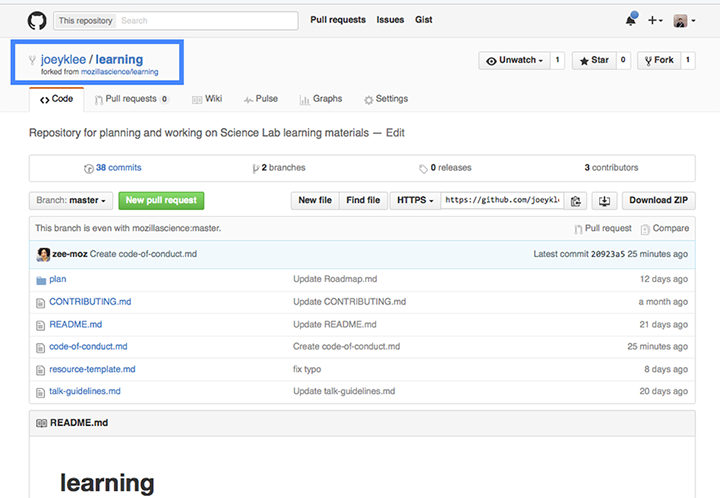 This repository Search Pull requests Issues Gist
joeyklee / learning
forked from mozillascience/learning
Unwatch 1 Star 0 Fork 1
Code Pull requests 0 Wiki Pulse Graphs Settings
Repository for planning and working on Science Lab learning materials — Edit
38 commits 2 branches 0 releases 3 contributors
Branch: master New pull request New file Find file HTTPS https://github.com/joeykl Download ZIP
This branch is even with mozillascience:master. Pull request Compare
zee-moz Create code-of-conduct.md Latest commit 20923a5 25 minutes ago
plan Update Roadmap.md 12 days ago
CONTRIBUTING.md Update CONTRIBUTING.md a month ago
README.md Update README.md 21 days ago
code-of-conduct.md Create code-of-conduct.md 25 minutes ago
resource-template.md fix typo 8 days ago
talk-guidelines.md Update talk-guidelines.md 20 days ago
README.md
learning